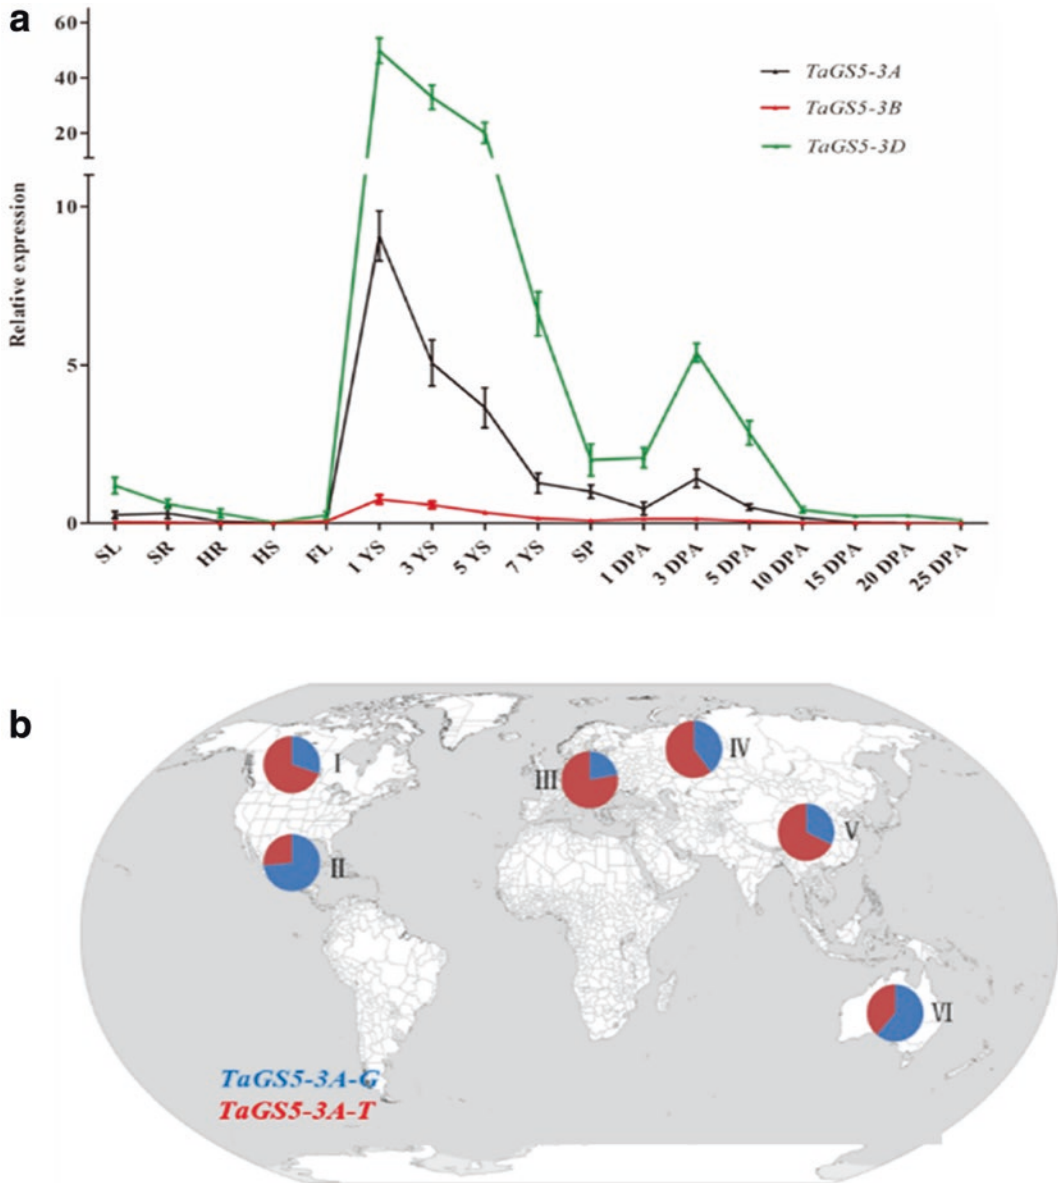 a
60
40
20
10
5
0
Relative expression
TaGS5-3A
TaGS5-3B
TaGS5-3D
SL SR HR HS FL 1 YS 3 YS 5 YS 7 YS SP 1 DPA 3 DPA 5 DPA 10 DPA 15 DPA 20 DPA 25 DPA
b
I
II
III
IV
V
VI
TaGS5-3A-G
TaGS5-3A-T